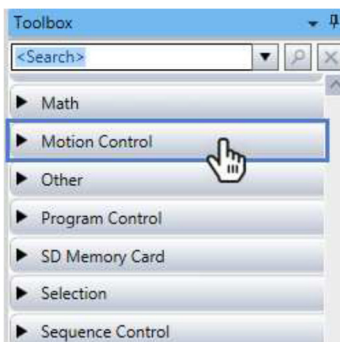 Toolbox
<Search>
Math
Motion Control
Other
Program Control
SD Memory Card
Selection
Sequence Control